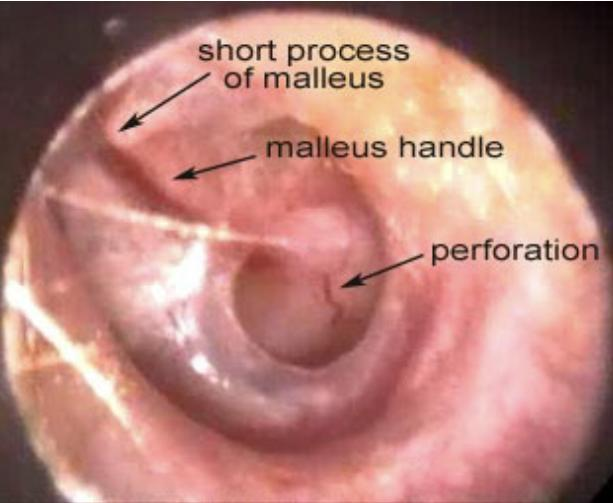 short process
of malleus
malleus handle
perforation